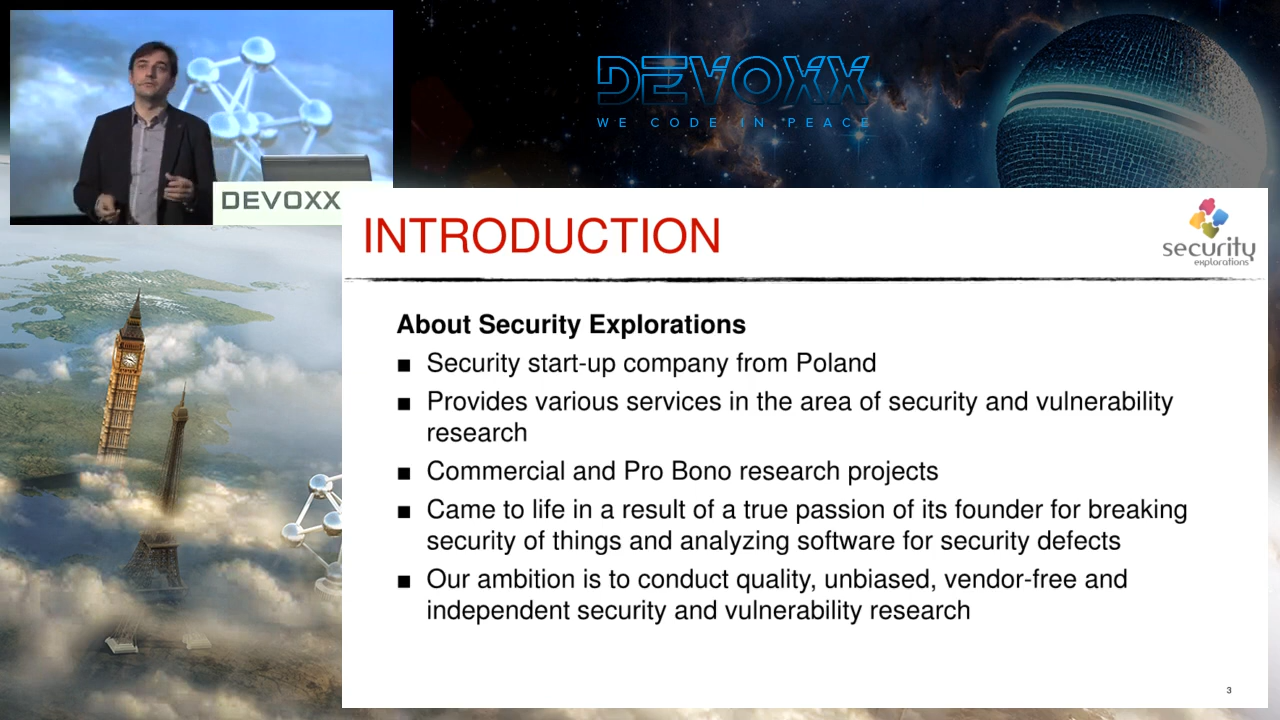 DEVOXX
WE CODE IN PEACE
DEVOXX
INTRODUCTION
security
explorations
About Security Explorations
■ Security start-up company from Poland
■ Provides various services in the area of security and vulnerability
research
■ Commercial and Pro Bono research projects
■ Came to life in a result of a true passion of its founder for breaking
security of things and analyzing software for security defects
■ Our ambition is to conduct quality, unbiased, vendor-free and
independent security and vulnerability research
3